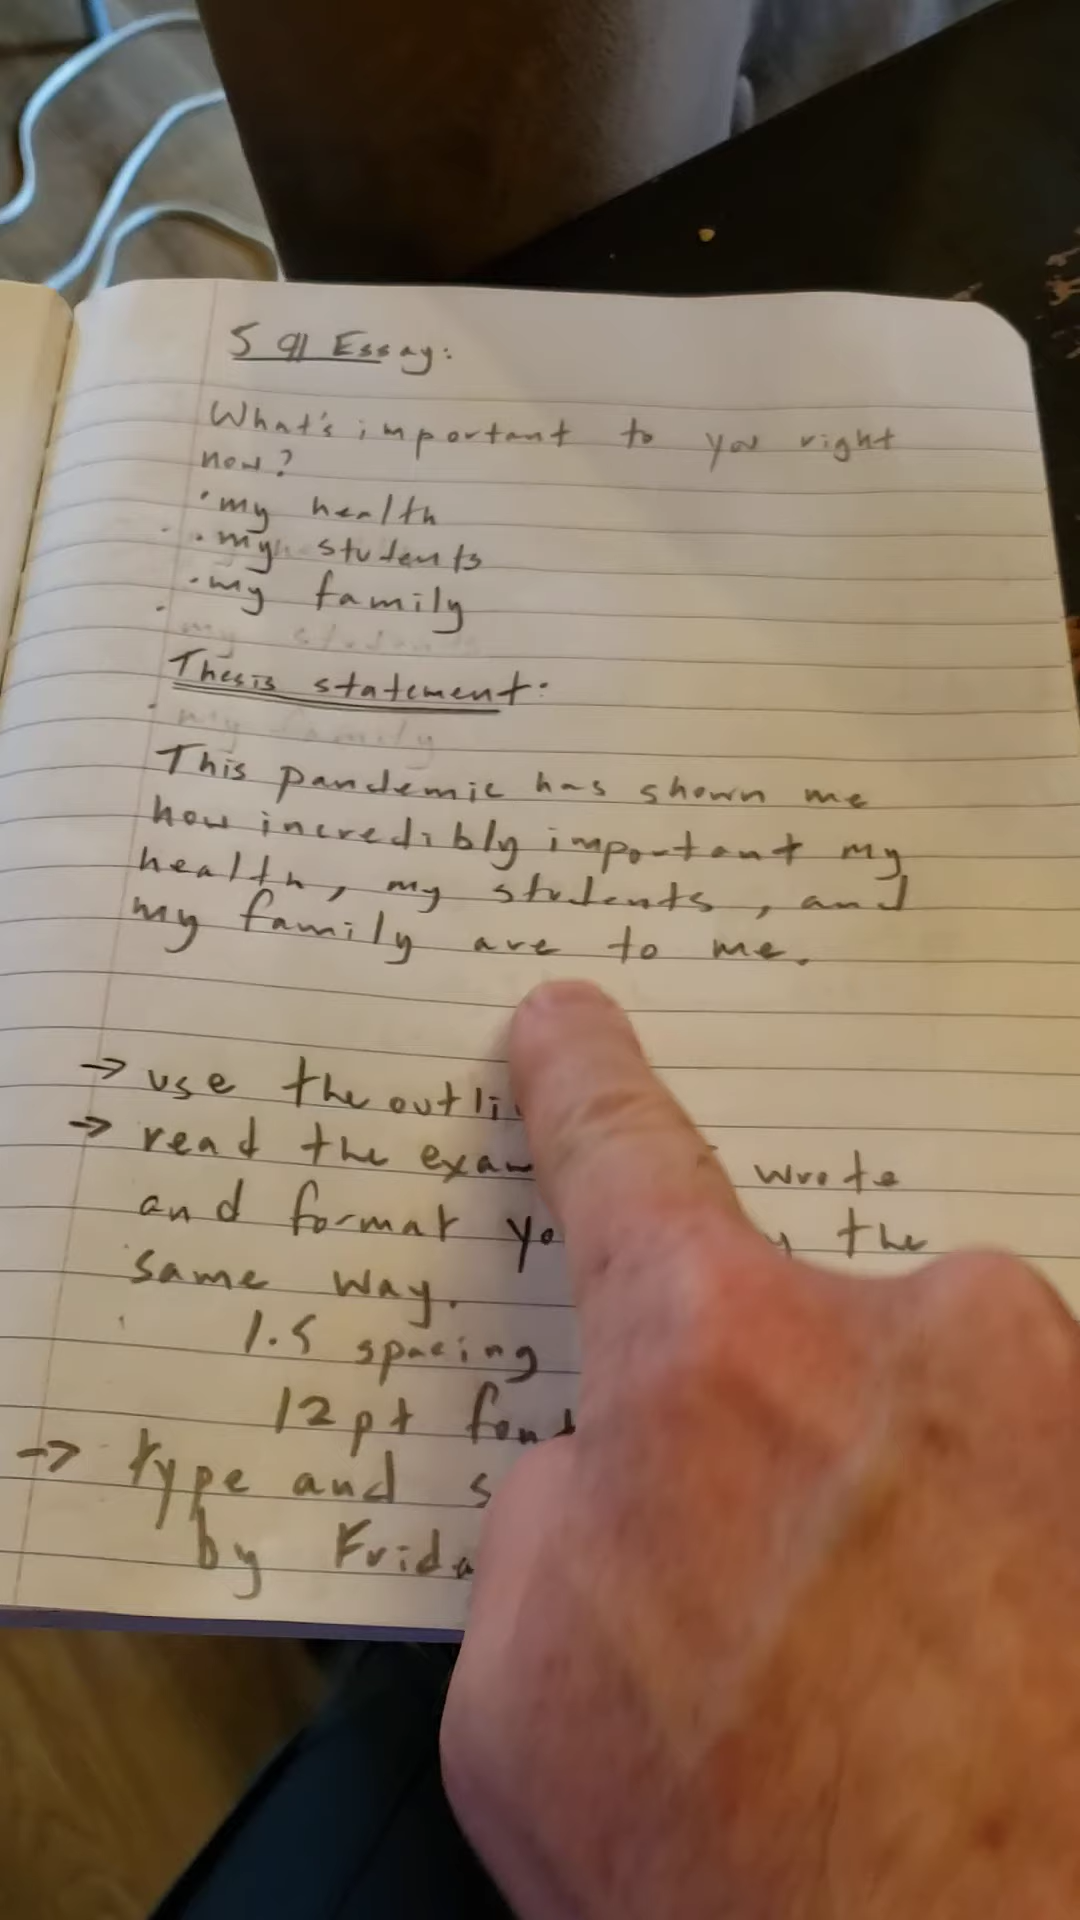 5 ¶ Essay:
What's important to you right
now?
• my health
• my students
• my family
Thesis statement:
This pandemic has shown me
how incredibly important my
health, my students, and
my family are to me.
→ use the
→ read the wrote
and format the
same way.
1.5 spacing
12pt
→ type and
by